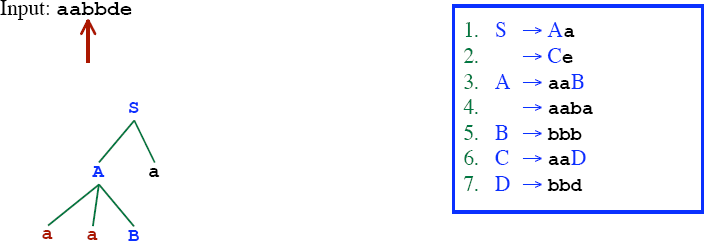 Input: aabbde
S
A a
a a B
1. S → Aa
2. → Ce
3. A → aaB
4. → aaba
5. B → bbb
6. C → aaD
7. D → bbd